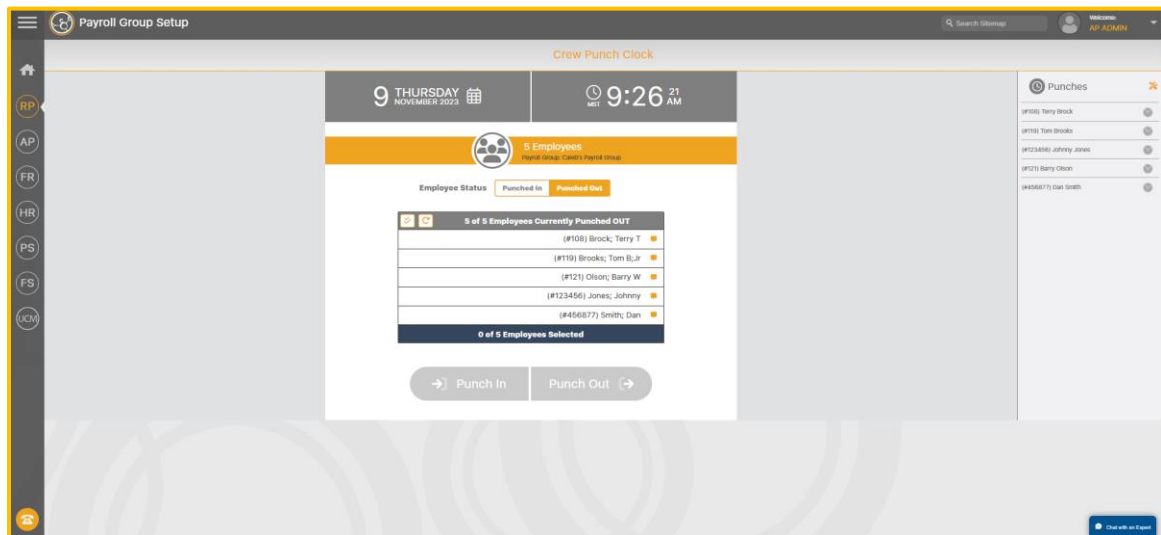 Payroll Group Setup
Search Sitemap
Welcome:
AP ADMIN
Crew Punch Clock
RP
AP
FR
HR
PS
FS
UCM
9 THURSDAY
NOVEMBER 2023
MST 9:26 21 AM
5 Employees
Payroll Group: Caleb's Payroll Group
Employee Status Punched In Punched Out
5 of 5 Employees Currently Punched OUT
(#108) Brock; Terry T
(#119) Brooks; Tom B;Jr
(#121) Olson; Barry W
(#123456) Jones; Johnny
(#456877) Smith; Dan
0 of 5 Employees Selected
Punch In Punch Out
Punches
(#108) Terry Brock
(#119) Tom Brooks
(#123456) Johnny Jones
(#121) Barry Olson
(#456877) Dan Smith
Chat with an Expert